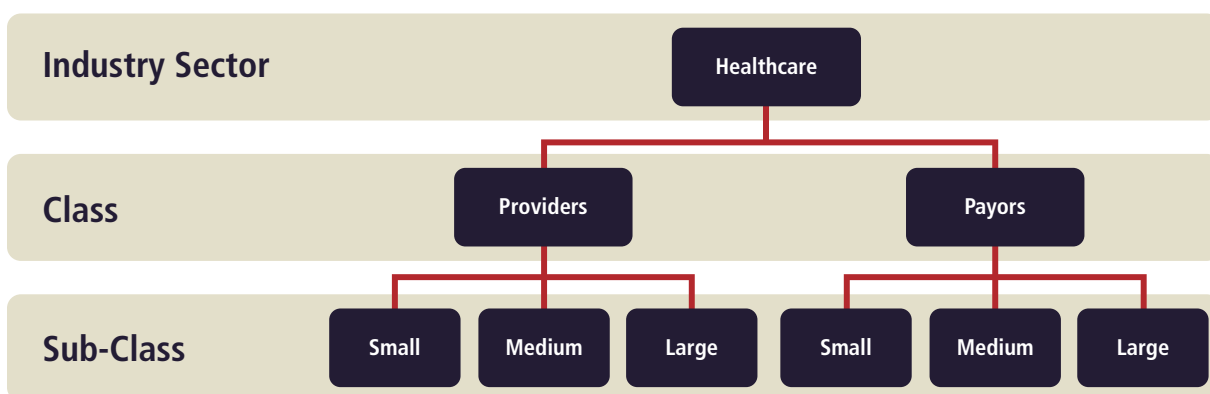 Industry Sector
Healthcare
Class
Providers
Payors
Sub-Class
Small
Medium
Large
Small
Medium
Large